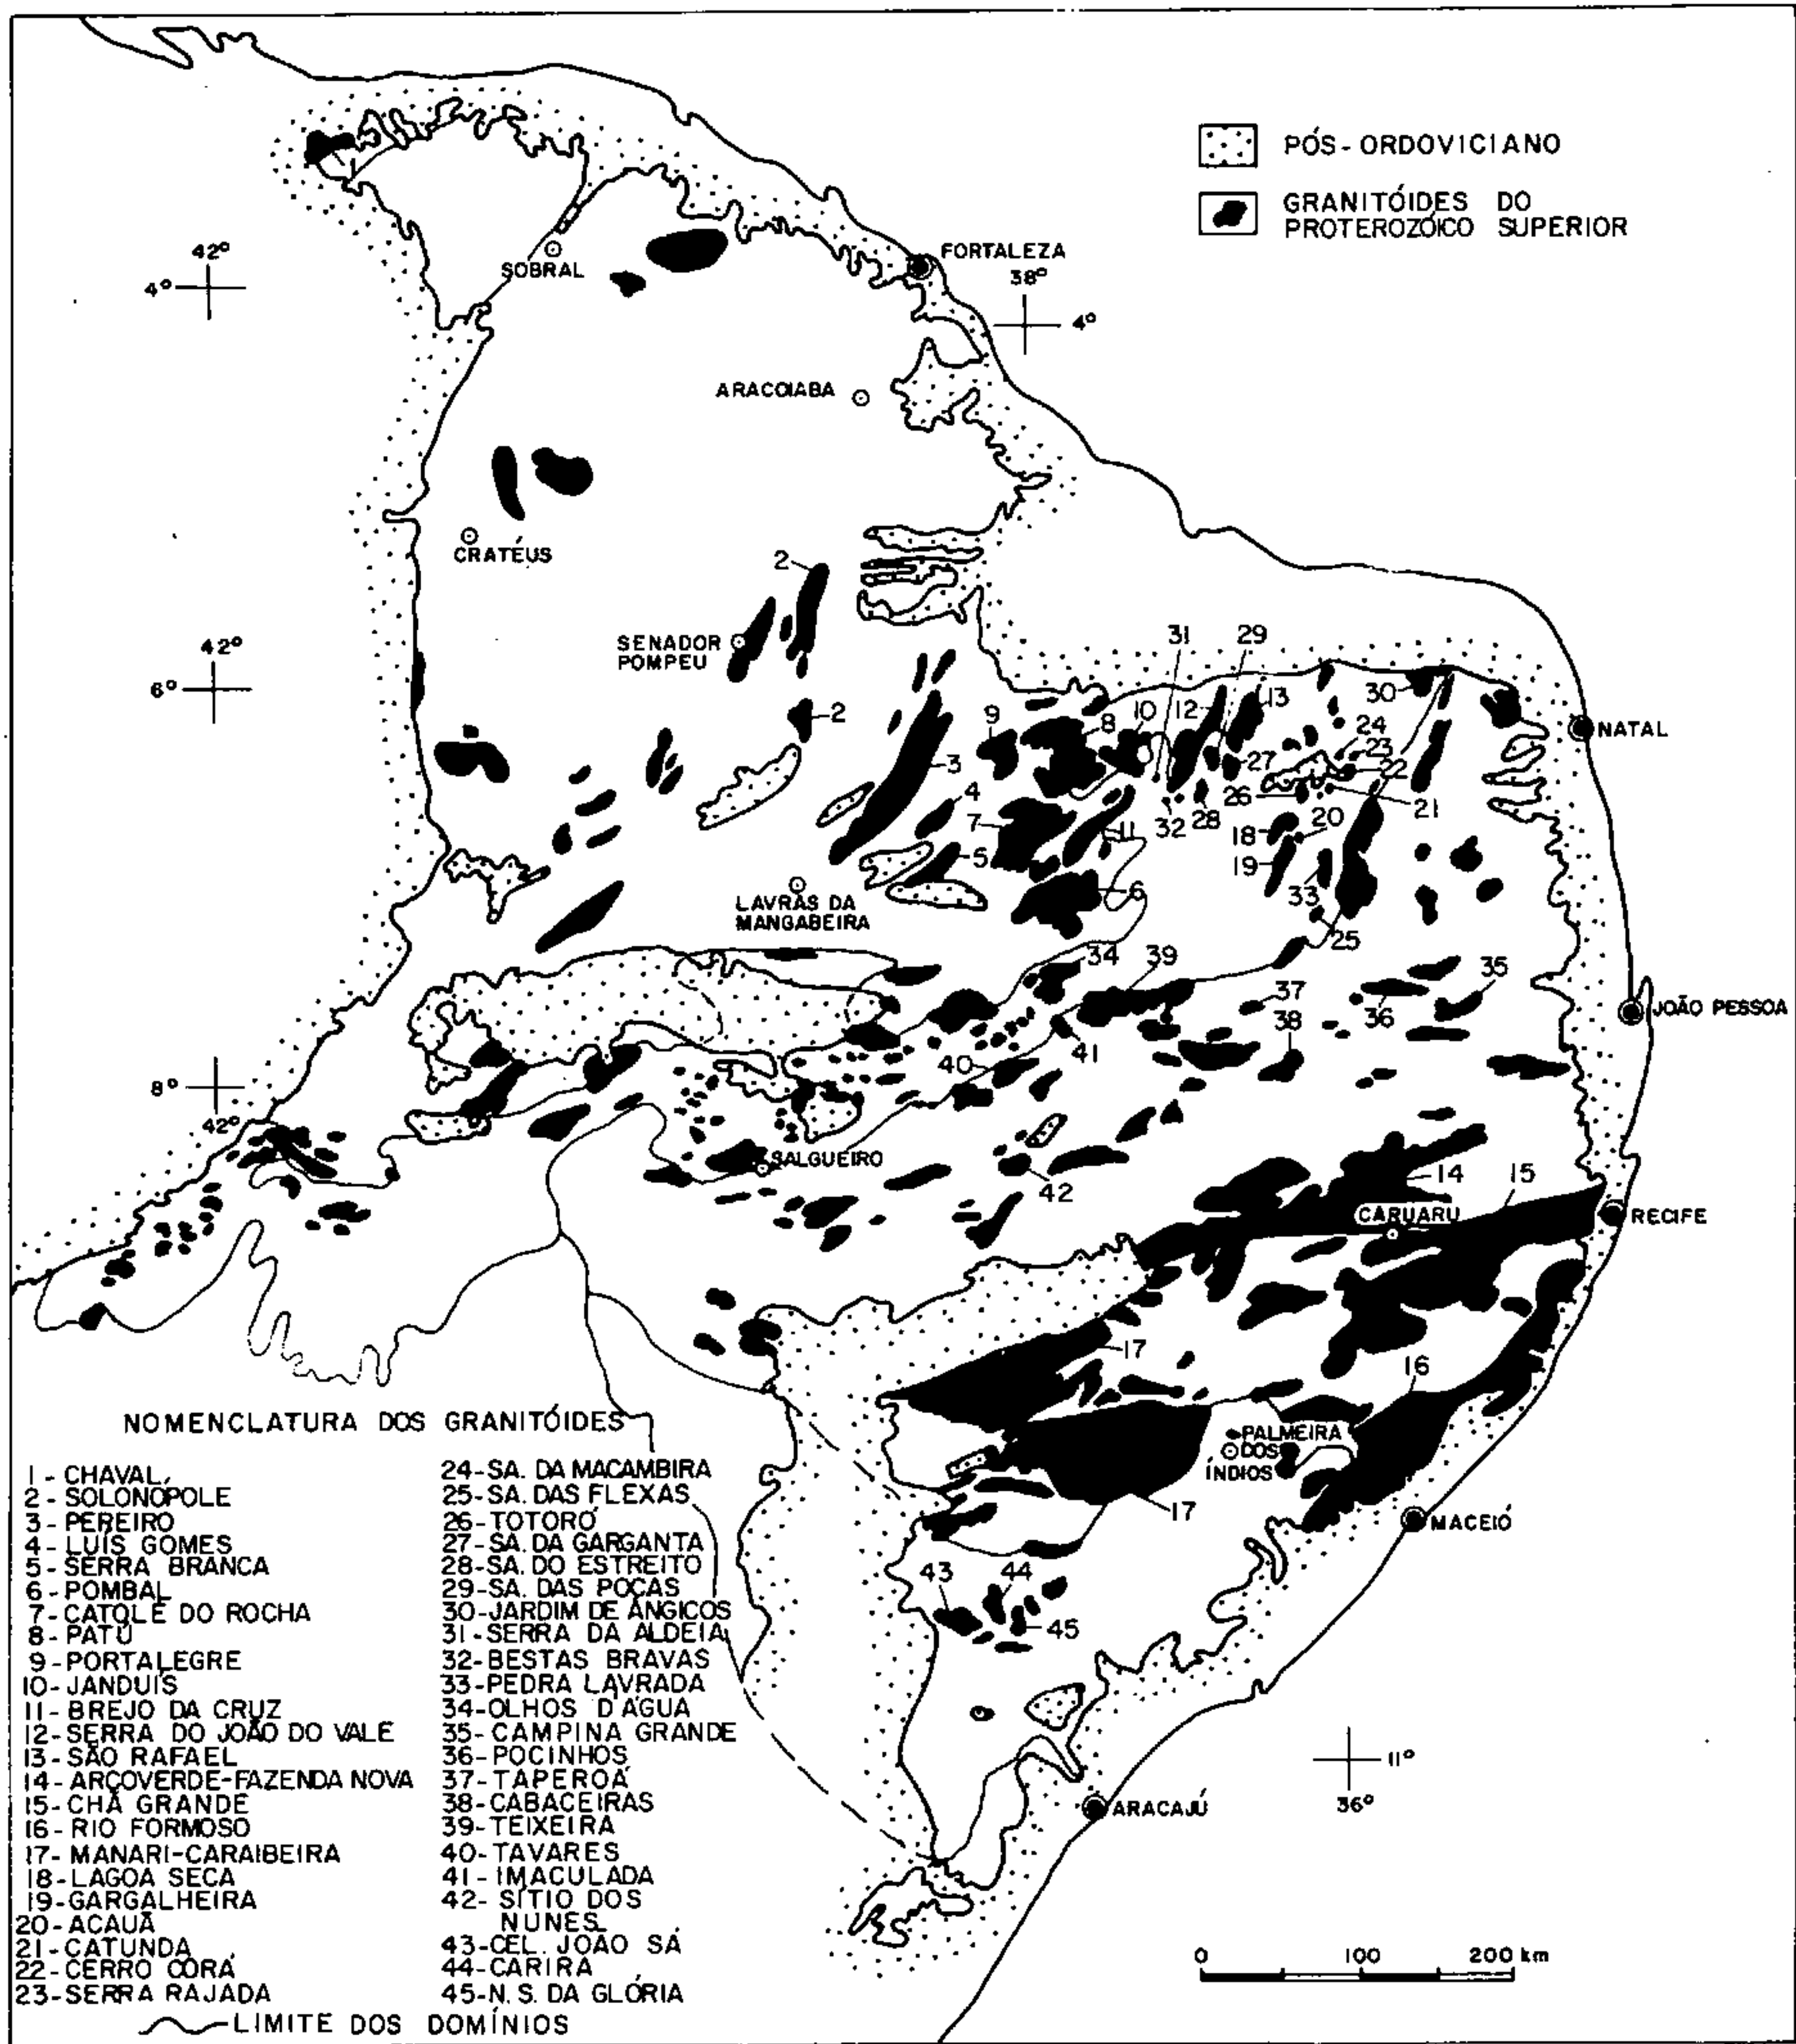 PÓS-ORDOVICIANO
GRANITÓIDES DO
PROTEROZÓICO SUPERIOR
42°
4°
SOBRAL
FORTALEZA
38°
4°
ARACOIABA
CRATÉUS
2
SENADOR
POMPEU
31
29
42°
6°
2
9
8
10
12
13
30
NATAL
24
23
3
27
22
4
26
21
7
11
32
28
20
18
5
19
LAVRAS DA
MANGABEIRA
6
33
25
34
39
35
37
36
JOÃO PESSOA
38
41
40
8°
42°
SALGUEIRO
42
14
15
CARUARU
RECIFE
17
16
NOMENCLATURA DOS GRANITÓIDES
PALMEIRA
DOS
ÍNDIOS
17
MACEIÓ
43
44
45
11°
36°
ARACAJÚ
1 - CHAVAL
2 - SOLONÓPOLE
3 - PEREIRO
4 - LUÍS GOMES
5 - SERRA BRANCA
6 - POMBAL
7 - CATOLÉ DO ROCHA
8 - PATÚ
9 - PORTALEGRE
10 - JANDUÍS
11 - BREJO DA CRUZ
12 - SERRA DO JOÃO DO VALE
13 - SÃO RAFAEL
14 - ARCOVERDE-FAZENDA NOVA
15 - CHÃ GRANDE
16 - RIO FORMOSO
17 - MANARI-CARAIBEIRA
18 - LAGOA SECA
19 - GARGALHEIRA
20 - ACAUÃ
21 - CATUNDA
22 - CERRO CORÁ
23 - SERRA RAJADA
24 - SA. DA MACAMBIRA
25 - SA. DAS FLEXAS
26 - TOTORÓ
27 - SA. DA GARGANTA
28 - SA. DO ESTREITO
29 - SA. DAS POÇAS
30 - JARDIM DE ANGICOS
31 - SERRA DA ALDEIA
32 - BESTAS BRAVAS
33 - PEDRA LAVRADA
34 - OLHOS D'ÁGUA
35 - CAMPINA GRANDE
36 - POCINHOS
37 - TAPEROÁ
38 - CABACEIRAS
39 - TEIXEIRA
40 - TAVARES
41 - IMACULADA
42 - SÍTIO DOS
NUNES
43 - CEL. JOÃO SÁ
44 - CARIRA
45 - N. S. DA GLÓRIA
LIMITE DOS DOMÍNIOS
0 100 200 km